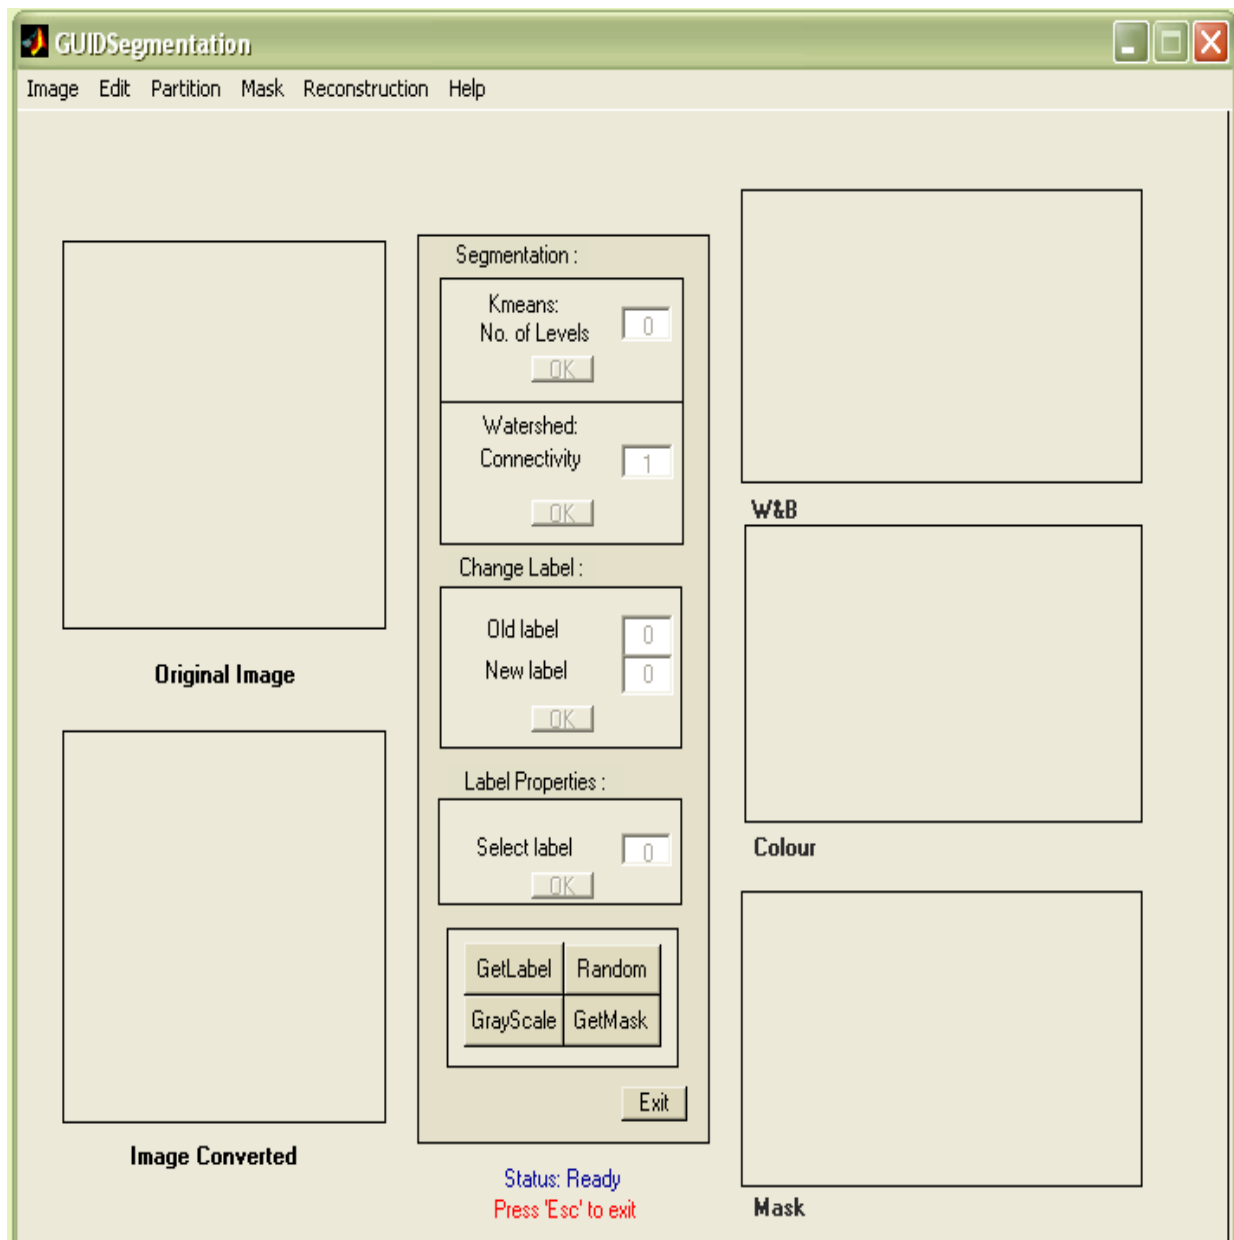 GUIDSegmentation
Image Edit Partition Mask Reconstruction Help
Original Image
Image Converted
Segmentation :
Kmeans:
No. of Levels 0
OK
Watershed:
Connectivity 1
OK
Change Label :
Old label 0
New label 0
OK
Label Properties :
Select label 0
OK
GetLabel Random
GrayScale GetMask
Exit
Status: Ready
Press 'Esc' to exit
W&B
Colour
Mask